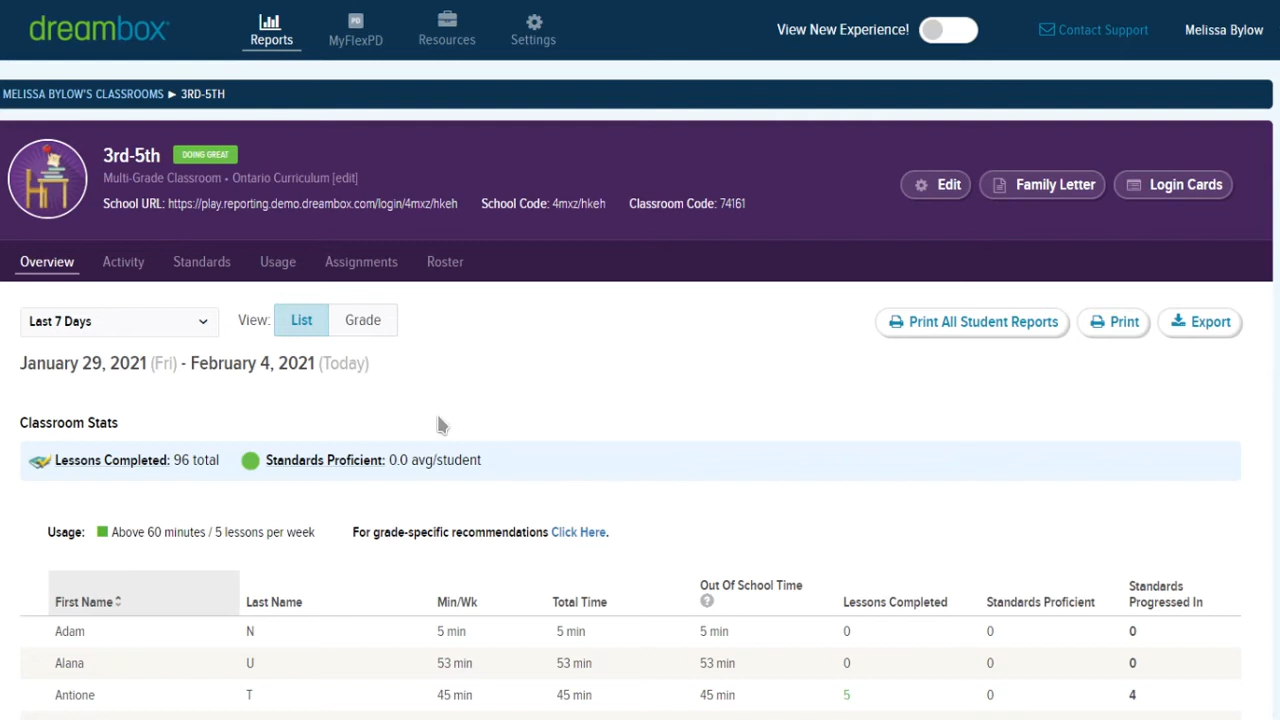 dreambox
Reports
PD
MyFlexPD
Resources
Settings
View New Experience!
Contact Support
Melissa Bylow
MELISSA BYLOW'S CLASSROOMS ▶ 3RD-5TH
3rd-5th DOING GREAT
Multi-Grade Classroom • Ontario Curriculum [edit]
School URL: https://play.reporting.demo.dreambox.com/login/4mxz/hkeh School Code: 4mxz/hkeh Classroom Code: 74161
Edit Family Letter Login Cards
Overview Activity Standards Usage Assignments Roster
Last 7 Days View: List Grade Print All Student Reports Print Export
January 29, 2021 (Fri) - February 4, 2021 (Today)
Classroom Stats
Lessons Completed: 96 total Standards Proficient: 0.0 avg/student
Usage: Above 60 minutes / 5 lessons per week For grade-specific recommendations Click Here.
First Name Last Name Min/Wk Total Time Out Of School Time ? Lessons Completed Standards Proficient Standards Progressed In
Adam N 5 min 5 min 5 min 0 0 0
Alana U 53 min 53 min 53 min 0 0 0
Antione T 45 min 45 min 45 min 5 0 4